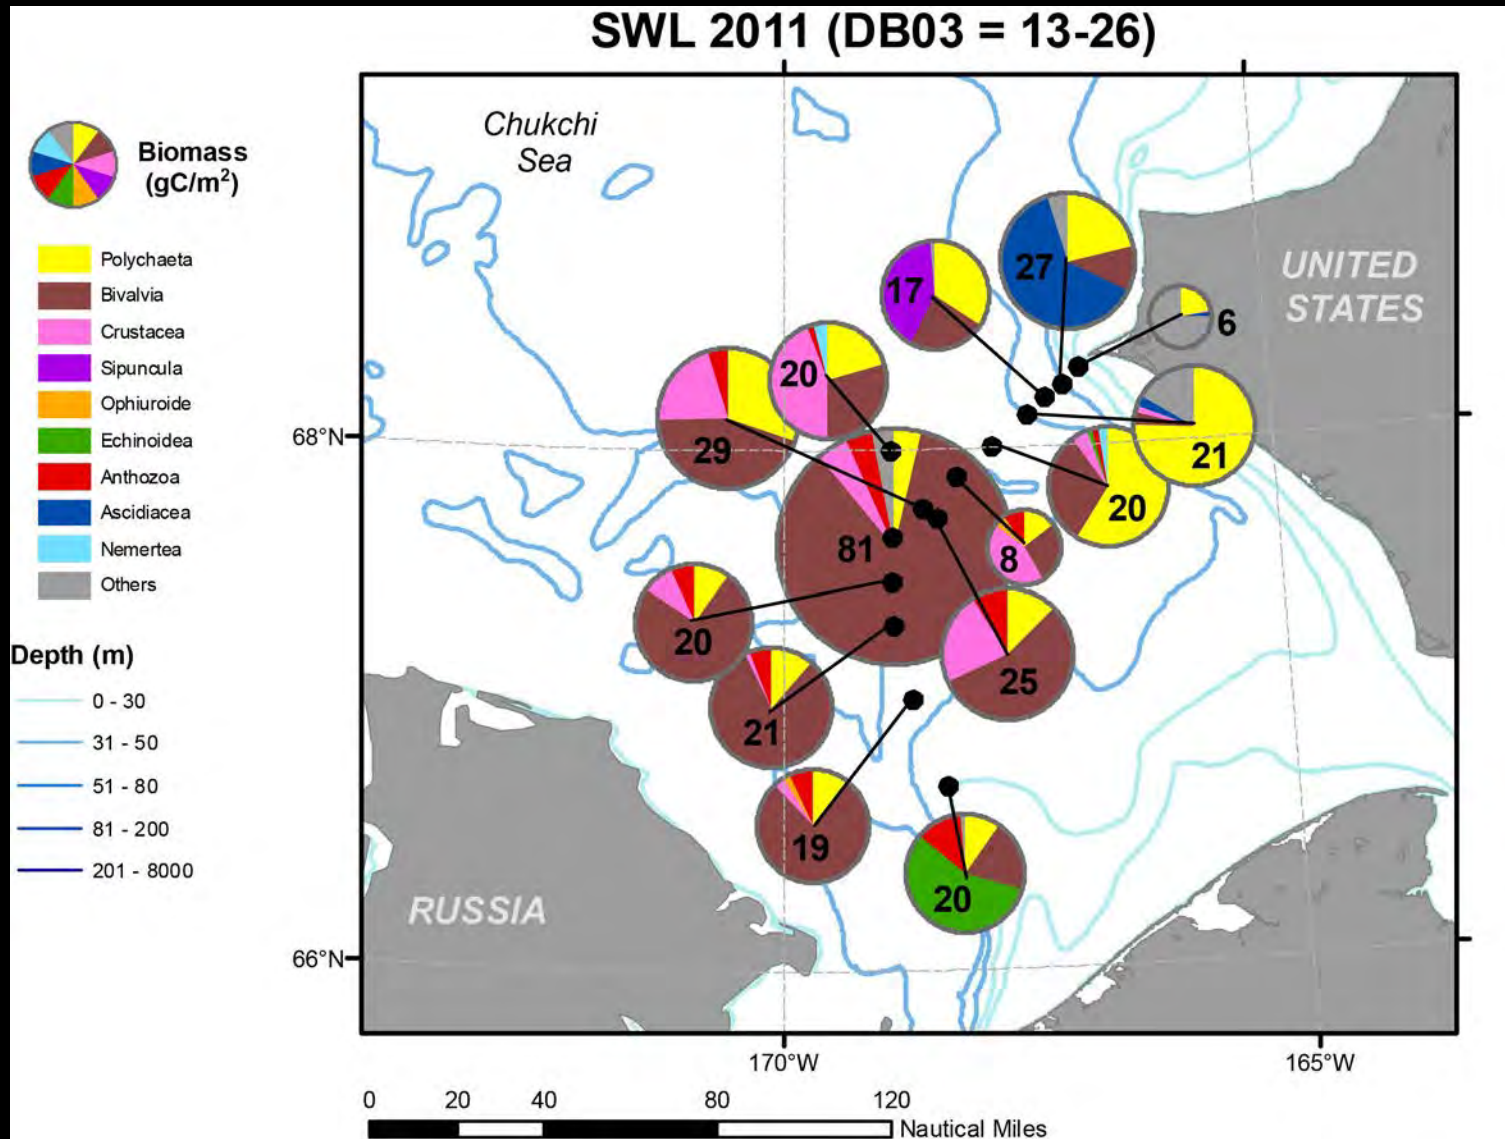 SWL 2011 (DB03 = 13-26)
Chukchi
Sea
Biomass
(gC/m²)
Polychaeta
Bivalvia
Crustacea
Sipuncula
Ophiuroide
Echinoidea
Anthozoa
Ascidiacea
Nemertea
Others
Depth (m)
0 - 30
31 - 50
51 - 80
81 - 200
201 - 8000
UNITED
STATES
RUSSIA
27
17
6
20
29
21
20
81
8
20
25
21
19
20
68°N
66°N
170°W
165°W
0 20 40 80 120
Nautical Miles